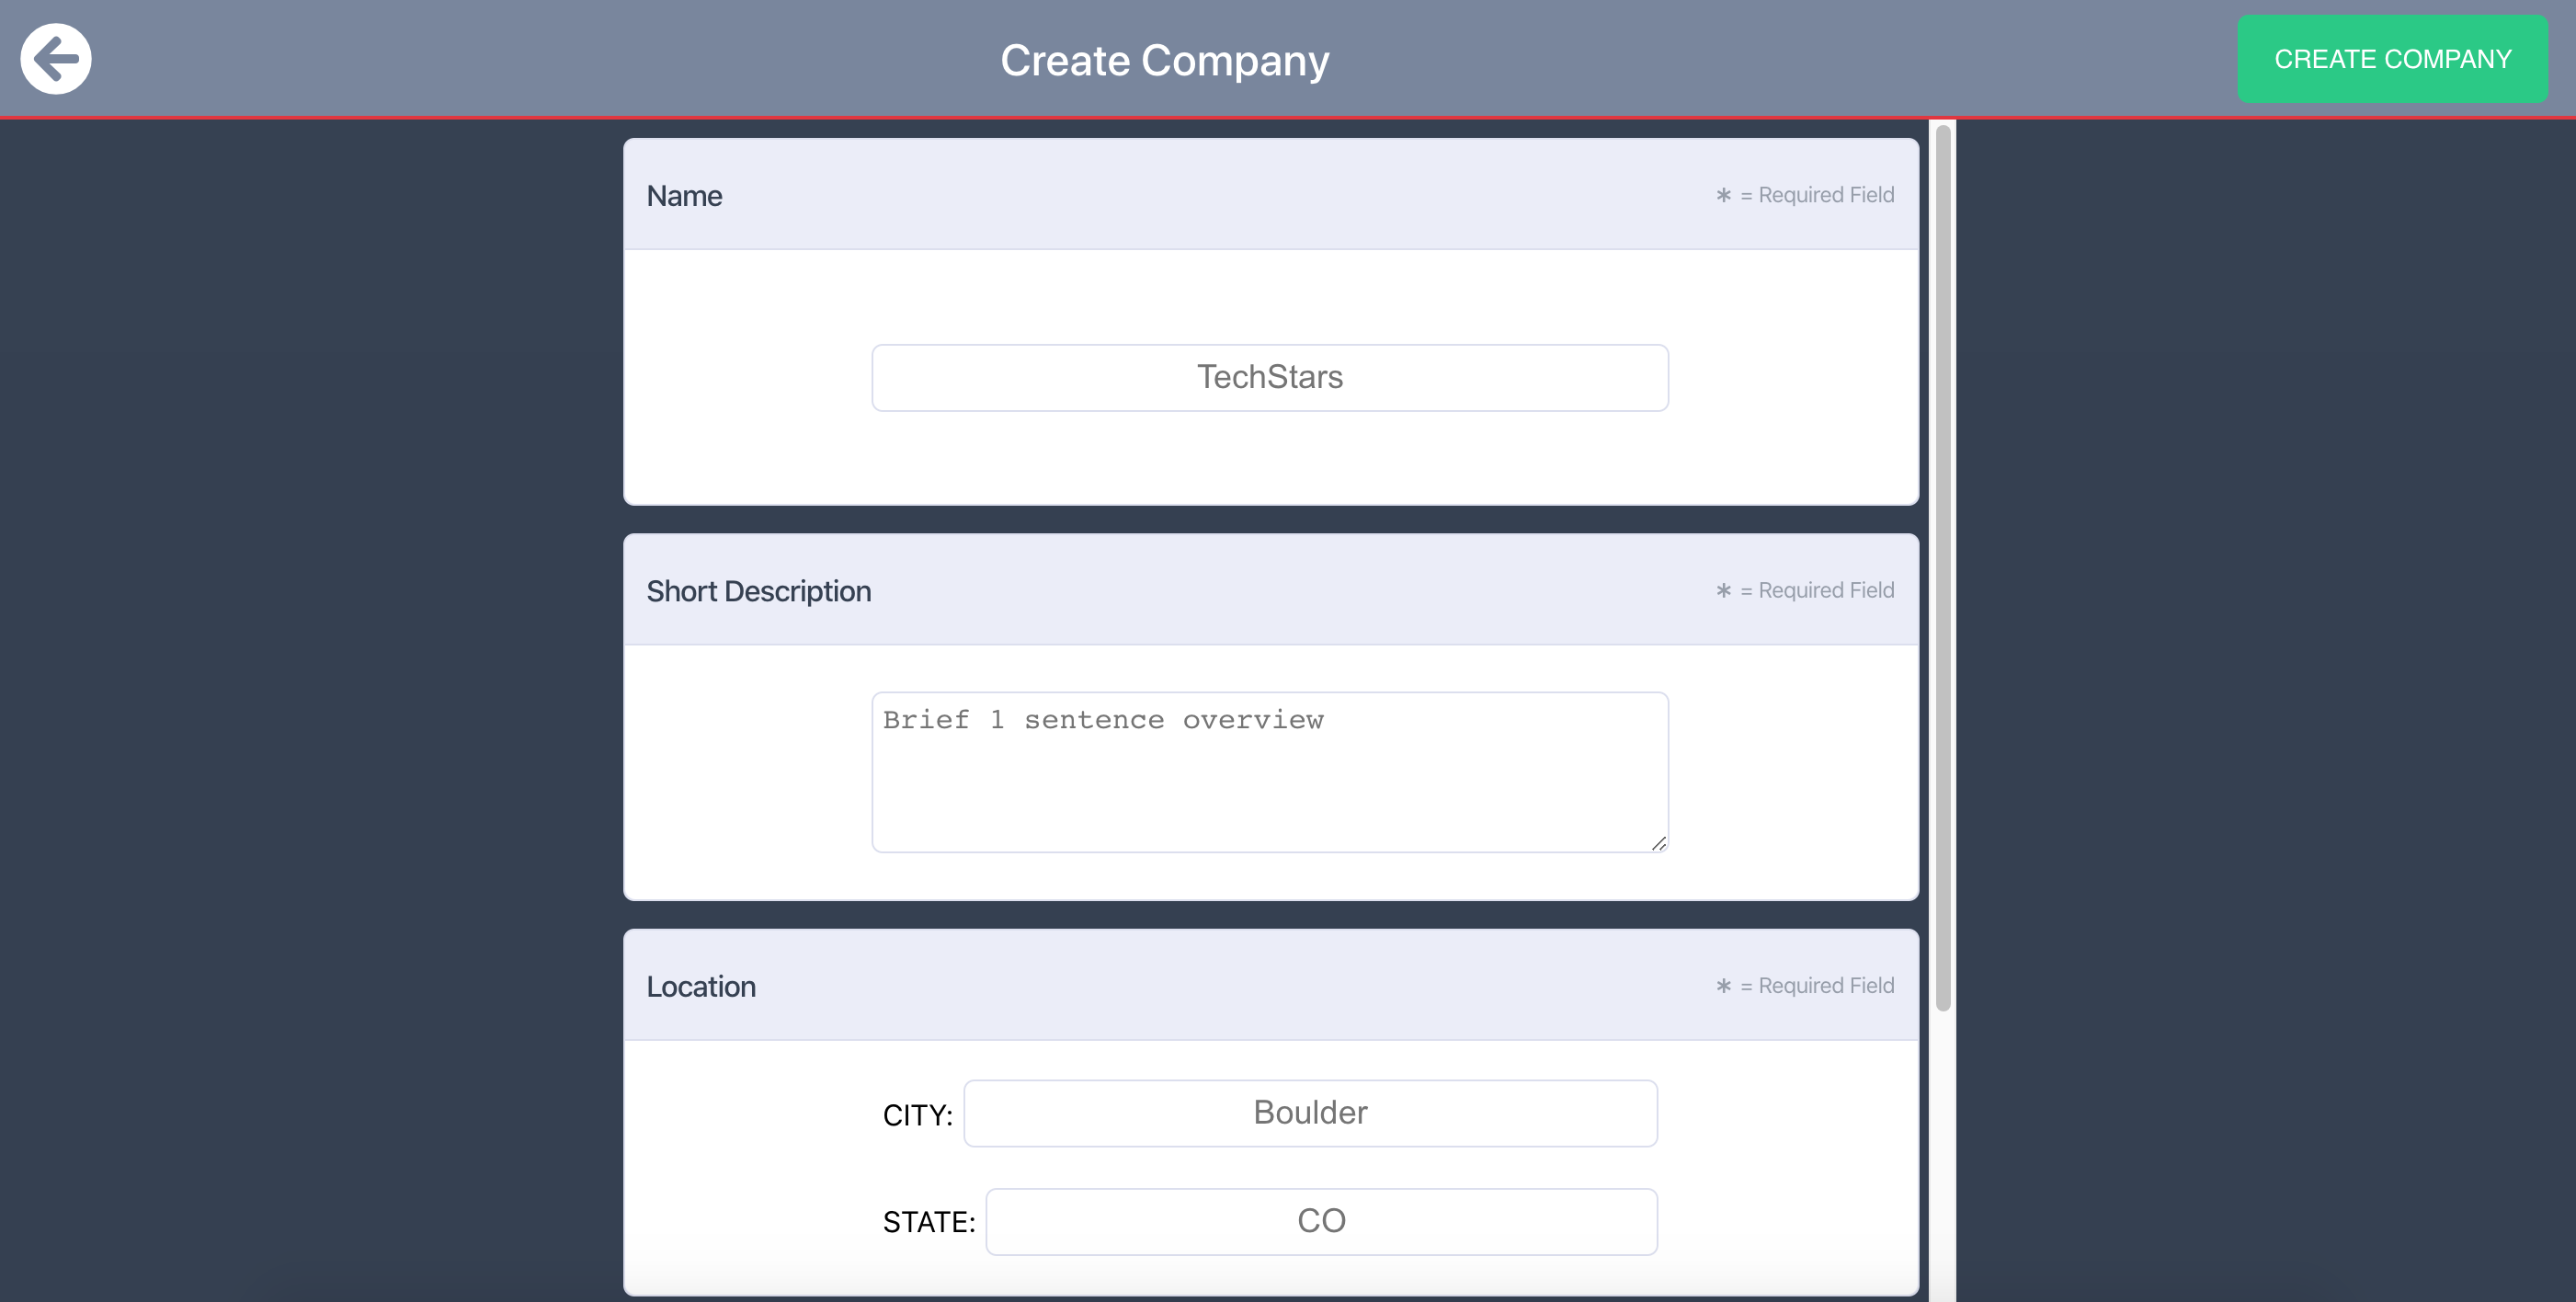 Create Company
CREATE COMPANY
Name
* = Required Field
TechStars
Short Description
* = Required Field
Brief 1 sentence overview
Location
* = Required Field
CITY: Boulder
STATE: CO